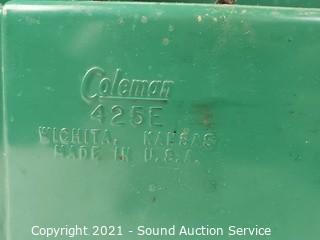 Coleman
425E
WICHITA, KANSAS
MADE IN U.S.A.
Copyright 2021 - Sound Auction Service